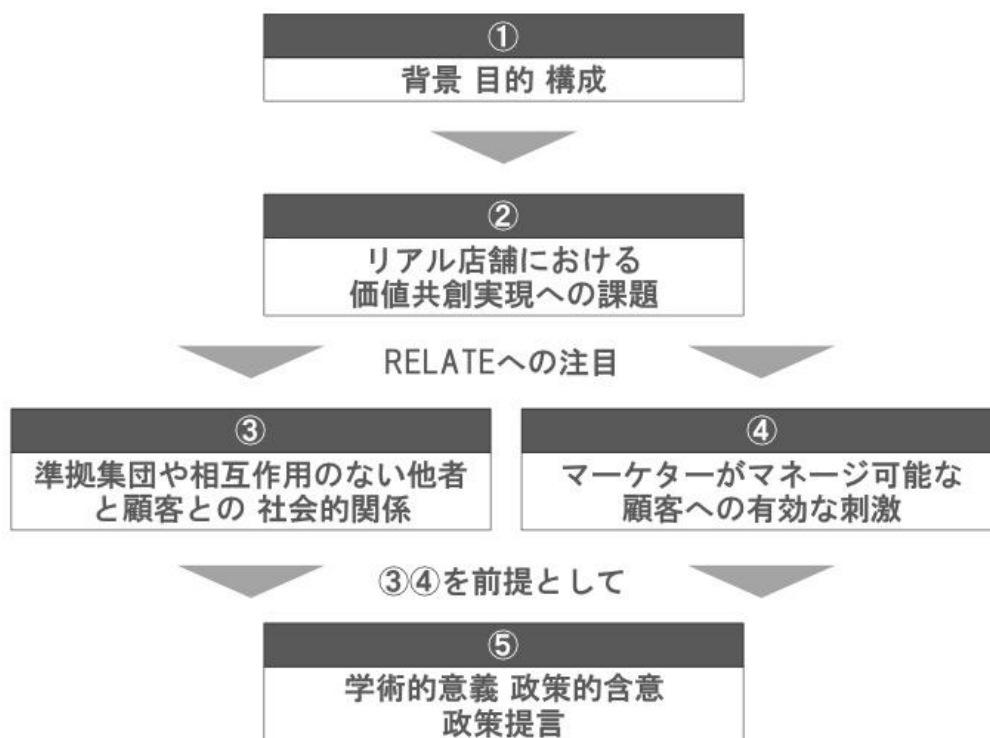 ①
背景 目的 構成
②
リアル店舗における
価値共創実現への課題
RELATEへの注目
③
準拠集団や相互作用のない他者
と顧客との 社会的関係
④
マーケターがマネージ可能な
顧客への有効な刺激
③④を前提として
⑤
学術的意義 政策的含意
政策提言